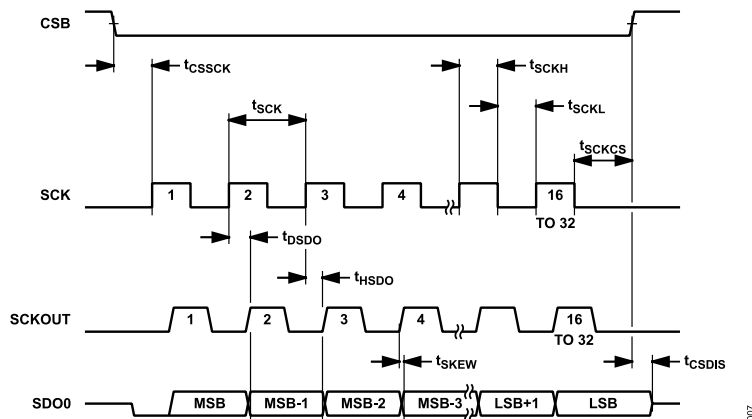 CSB
tCSSCK
tSCKH
tSCK
tSCKL
tSCKCS
SCK
1
2
3
4
16
TO 32
tDSDO
tHSDO
SCKOUT
1
2
3
4
16
TO 32
tSKEW
tCSDIS
SDO0
MSB
MSB-1
MSB-2
MSB-3
LSB+1
LSB
007